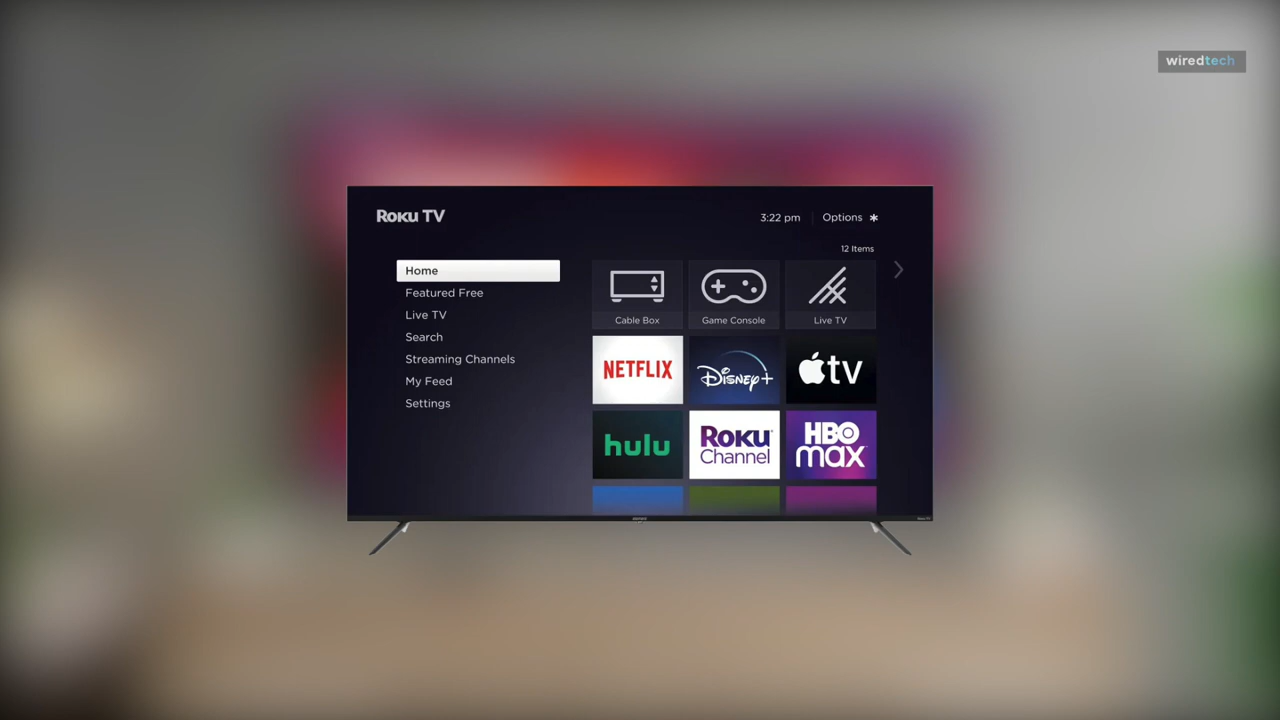 wiredtech
Roku TV
3:22 pm
Options *
12 Items
Home
Featured Free
Live TV
Search
Streaming Channels
My Feed
Settings
Cable Box
Game Console
Live TV
NETFLIX
Disney+
tv
hulu
Roku
Channel
HBO
max